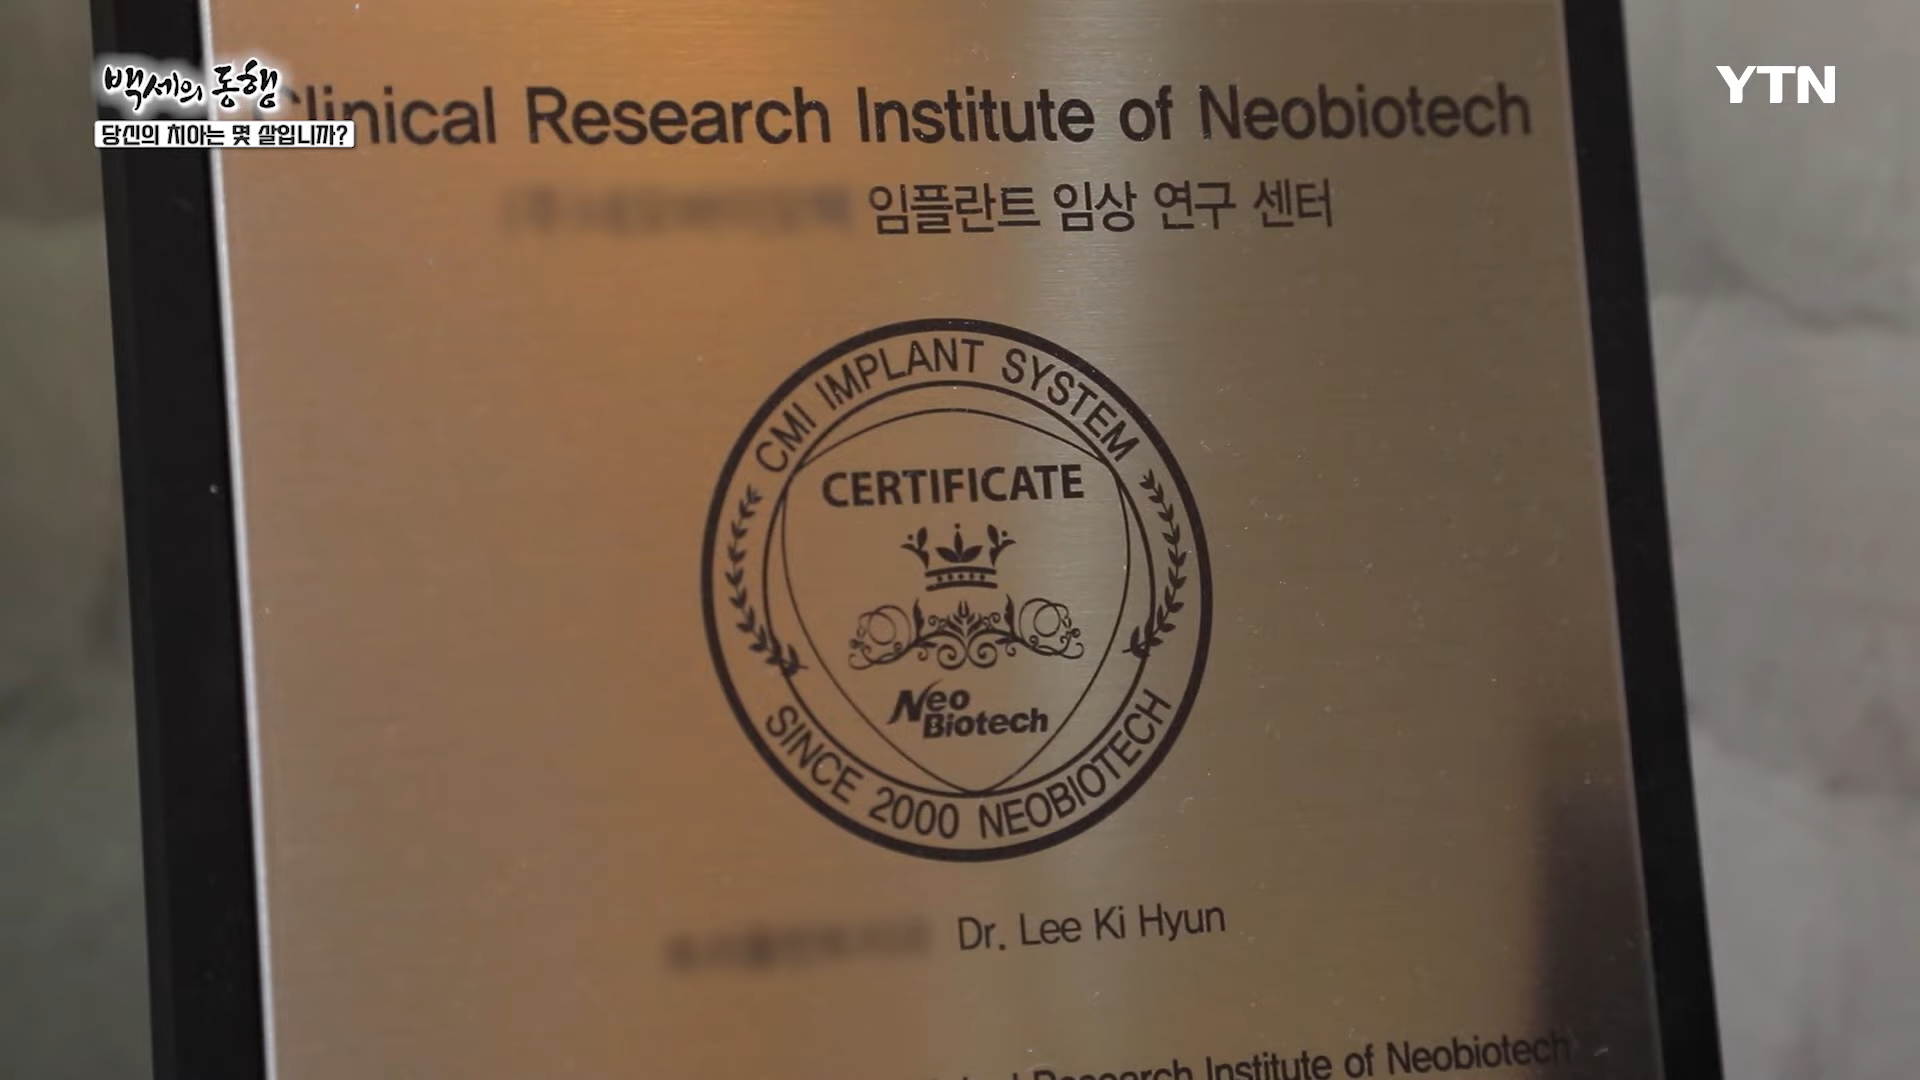 백세의 동행
당신의 치아는 몇 살입니까?
YTN
Clinical Research Institute of Neobiotech
임플란트 임상 연구 센터
CMI IMPLANT SYSTEM
CERTIFICATE
Neo
Biotech
SINCE 2000 NEOBIOTECH
Dr. Lee Ki Hyun
Research Institute of Neobiotech